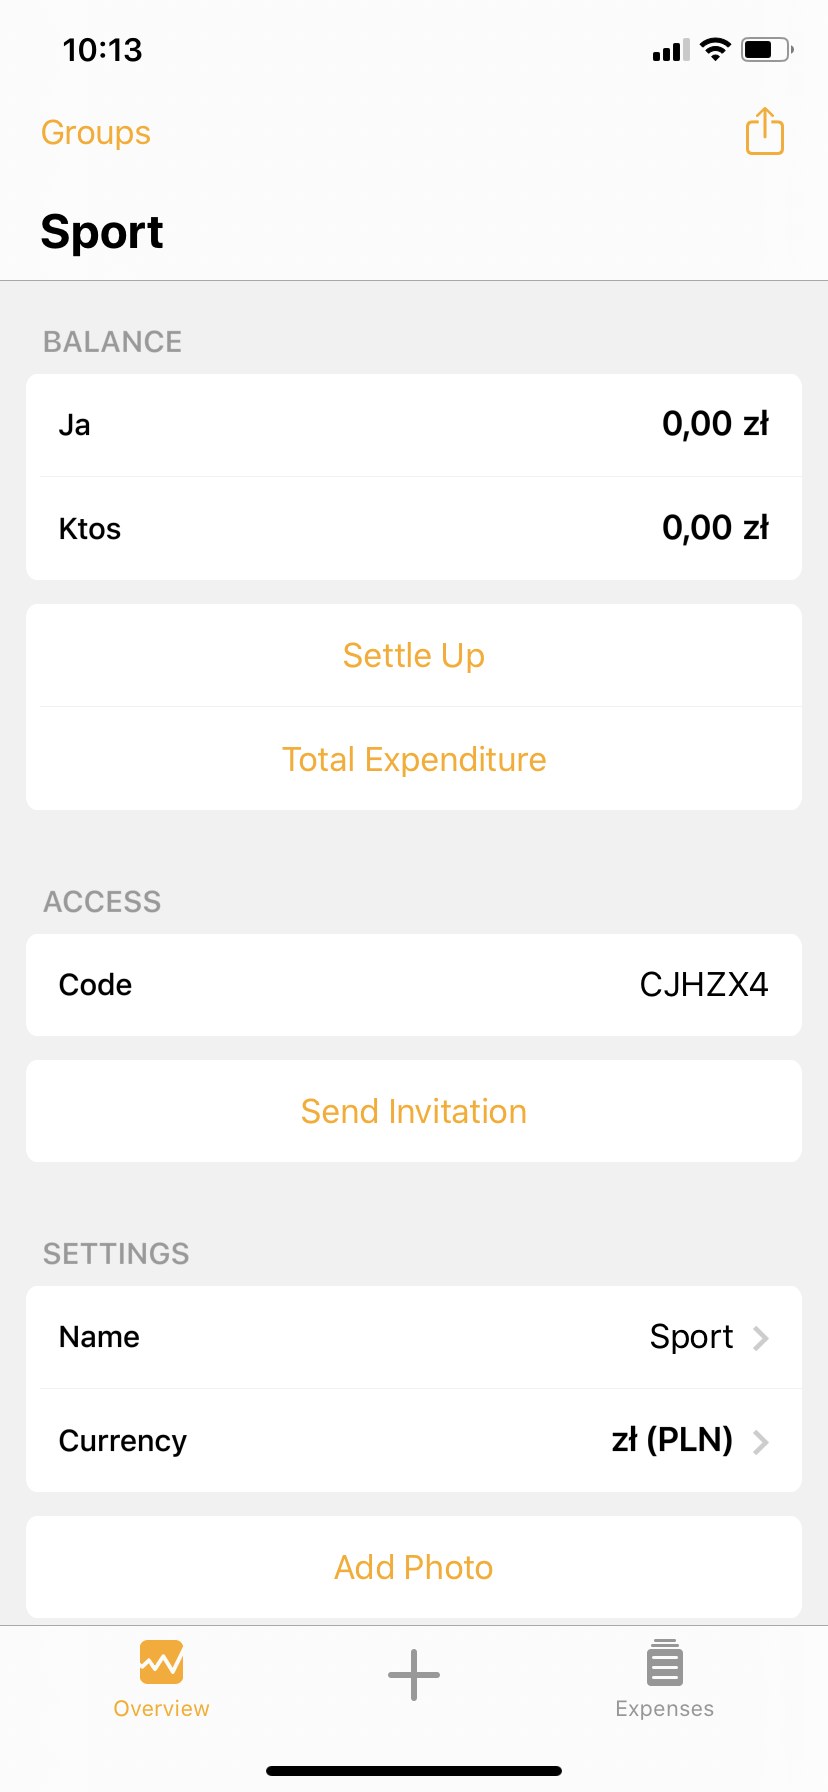 10:13
Groups
Sport
BALANCE
Ja 0,00 zł
Ktos 0,00 zł
Settle Up
Total Expenditure
ACCESS
Code CJHZX4
Send Invitation
SETTINGS
Name Sport
Currency zł (PLN)
Add Photo
Overview Expenses